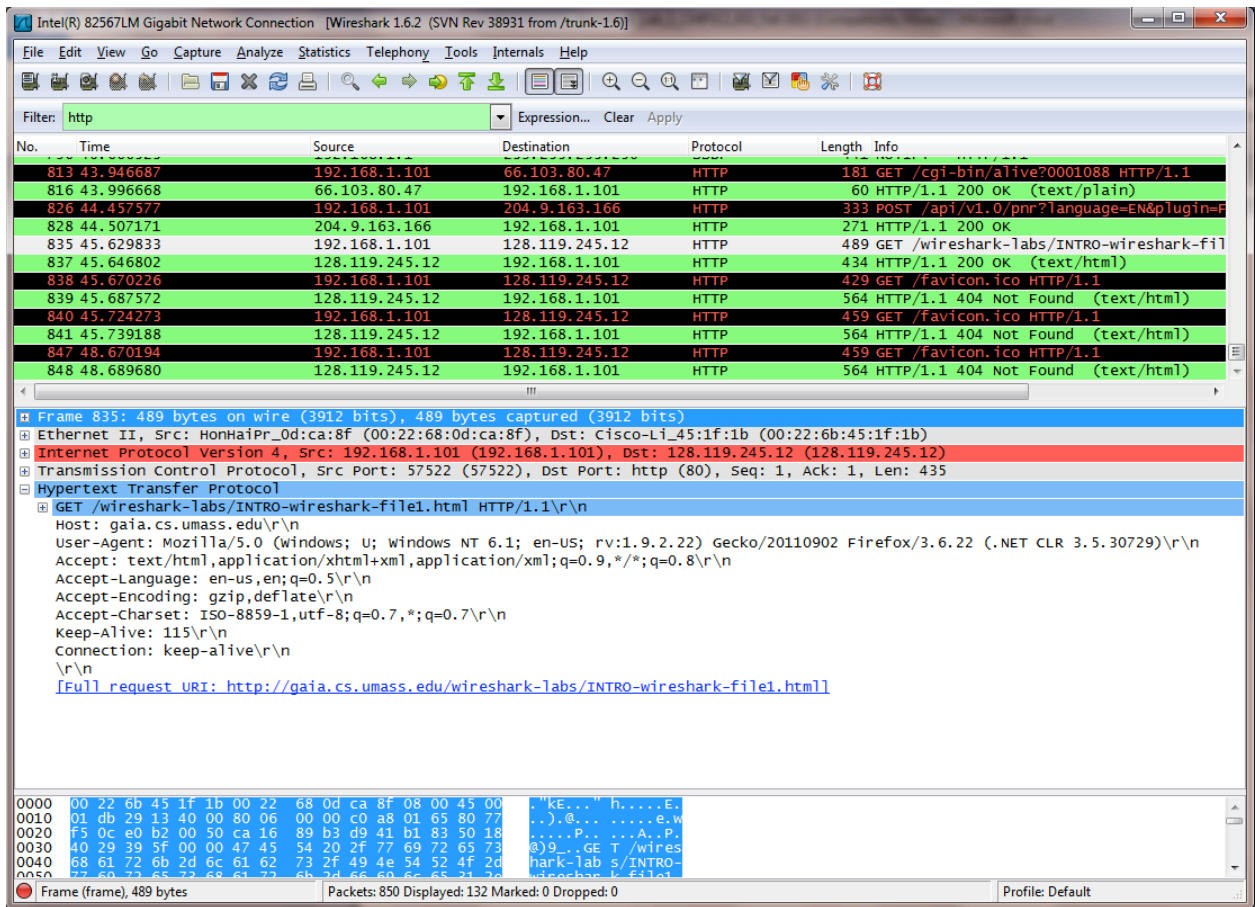 Intel(R) 82567LM Gigabit Network Connection [Wireshark 1.6.2 (SVN Rev 38931 from /trunk-1.6)]
File Edit View Go Capture Analyze Statistics Telephony Tools Internals Help
Filter: http Expression... Clear Apply
No. Time Source Destination Protocol Length Info
813 43.946687 192.168.1.101 66.103.80.47 HTTP 181 GET /cgi-bin/alive?0001088 HTTP/1.1
816 43.996668 66.103.80.47 192.168.1.101 HTTP 60 HTTP/1.1 200 OK (text/plain)
826 44.457577 192.168.1.101 204.9.163.166 HTTP 333 POST /api/v1.0/pnr?language=EN&plugin=F
828 44.507171 204.9.163.166 192.168.1.101 HTTP 271 HTTP/1.1 200 OK
835 45.629833 192.168.1.101 128.119.245.12 HTTP 489 GET /wireshark-labs/INTRO-wireshark-fil
837 45.646802 128.119.245.12 192.168.1.101 HTTP 434 HTTP/1.1 200 OK (text/html)
838 45.670226 192.168.1.101 128.119.245.12 HTTP 429 GET /favicon.ico HTTP/1.1
839 45.687572 128.119.245.12 192.168.1.101 HTTP 564 HTTP/1.1 404 Not Found (text/html)
840 45.724273 192.168.1.101 128.119.245.12 HTTP 459 GET /favicon.ico HTTP/1.1
841 45.739188 128.119.245.12 192.168.1.101 HTTP 564 HTTP/1.1 404 Not Found (text/html)
847 48.670194 192.168.1.101 128.119.245.12 HTTP 459 GET /favicon.ico HTTP/1.1
848 48.689680 128.119.245.12 192.168.1.101 HTTP 564 HTTP/1.1 404 Not Found (text/html)
Frame 835: 489 bytes on wire (3912 bits), 489 bytes captured (3912 bits)
Ethernet II, Src: HonHaiPr_0d:ca:8f (00:22:68:0d:ca:8f), Dst: Cisco-Li_45:1f:1b (00:22:6b:45:1f:1b)
Internet Protocol Version 4, Src: 192.168.1.101 (192.168.1.101), Dst: 128.119.245.12 (128.119.245.12)
Transmission Control Protocol, Src Port: 57522 (57522), Dst Port: http (80), Seq: 1, Ack: 1, Len: 435
Hypertext Transfer Protocol
GET /wireshark-labs/INTRO-wireshark-file1.html HTTP/1.1\r\n
Host: gaia.cs.umass.edu\r\n
User-Agent: Mozilla/5.0 (Windows; U; Windows NT 6.1; en-US; rv:1.9.2.22) Gecko/20110902 Firefox/3.6.22 (.NET CLR 3.5.30729)\r\n
Accept: text/html,application/xhtml+xml,application/xml;q=0.9,*/*;q=0.8\r\n
Accept-Language: en-us,en;q=0.5\r\n
Accept-Encoding: gzip,deflate\r\n
Accept-Charset: ISO-8859-1,utf-8;q=0.7,*;q=0.7\r\n
Keep-Alive: 115\r\n
Connection: keep-alive\r\n
\r\n
[Full request URI: http://gaia.cs.umass.edu/wireshark-labs/INTRO-wireshark-file1.html]
0000 00 22 6b 45 1f 1b 00 22 68 0d ca 8f 08 00 45 00 ."kE..." h.....E.
0010 01 db 29 13 40 00 80 06 00 00 c0 a8 01 65 80 77 ..).@... .....e.w
0020 f5 0c e0 b2 00 50 ca 16 89 b3 d9 41 b1 83 50 18 .....P.. ...A..P.
0030 40 29 39 5f 00 00 47 45 54 20 2f 77 69 72 65 73 @)9_..GE T /wires
0040 68 61 72 6b 2d 6c 61 62 73 2f 49 4e 54 52 4f 2d hark-lab s/INTRO-
0050 77 69 72 65 73 68 61 72 6b 2d 66 69 6c 65 31 2e wireshar k-file1.
Frame (frame), 489 bytes Packets: 850 Displayed: 132 Marked: 0 Dropped: 0 Profile: Default